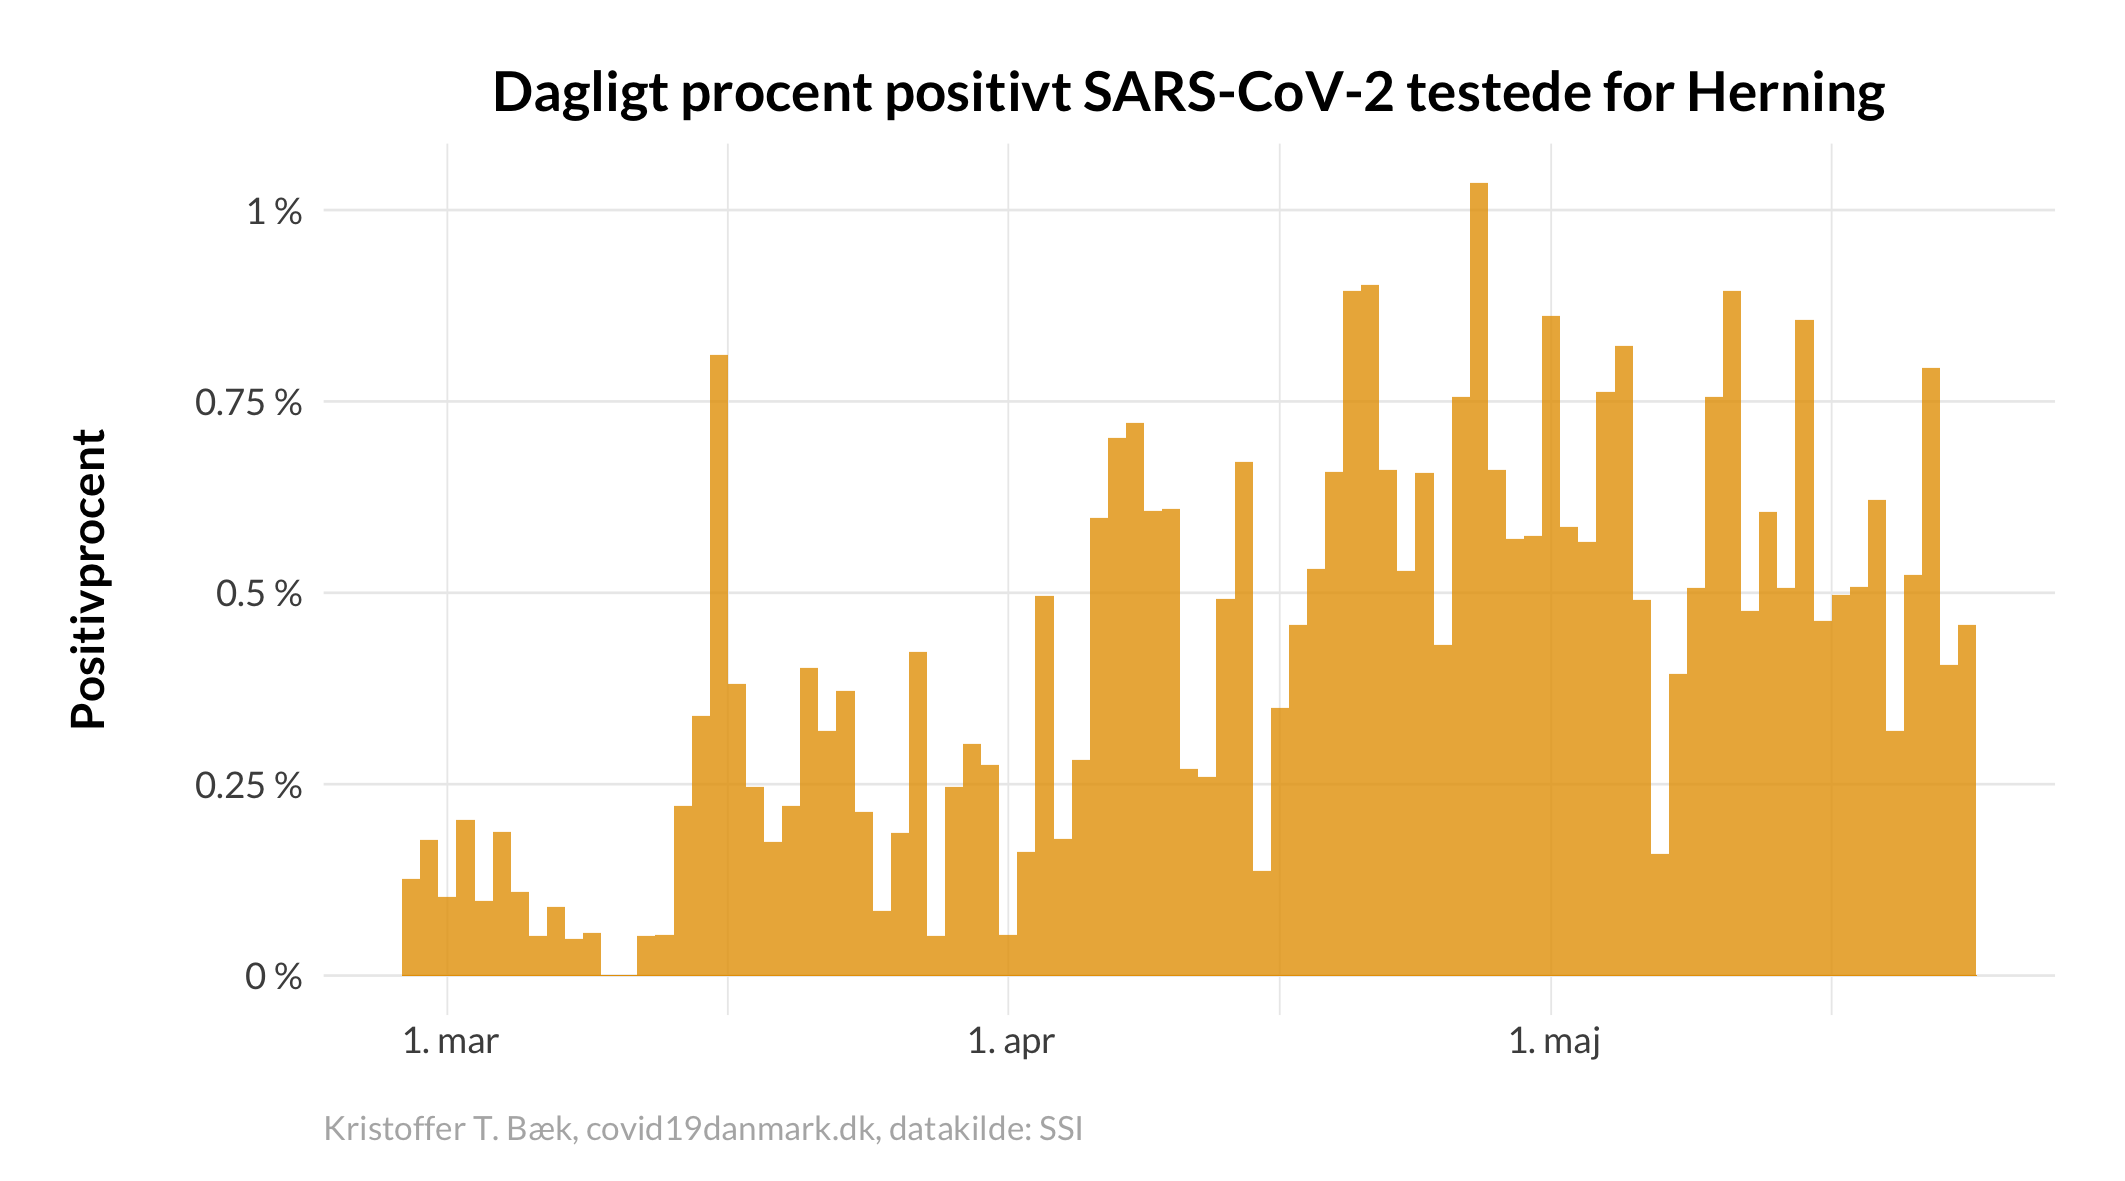 Dagligt procent positivt SARS-CoV-2 testede for Herning
Positivprocent
1 %
0.75 %
0.5 %
0.25 %
0 %
1. mar
1. apr
1. maj
Kristoffer T. Bæk, covid19danmark.dk, datakilde: SSI